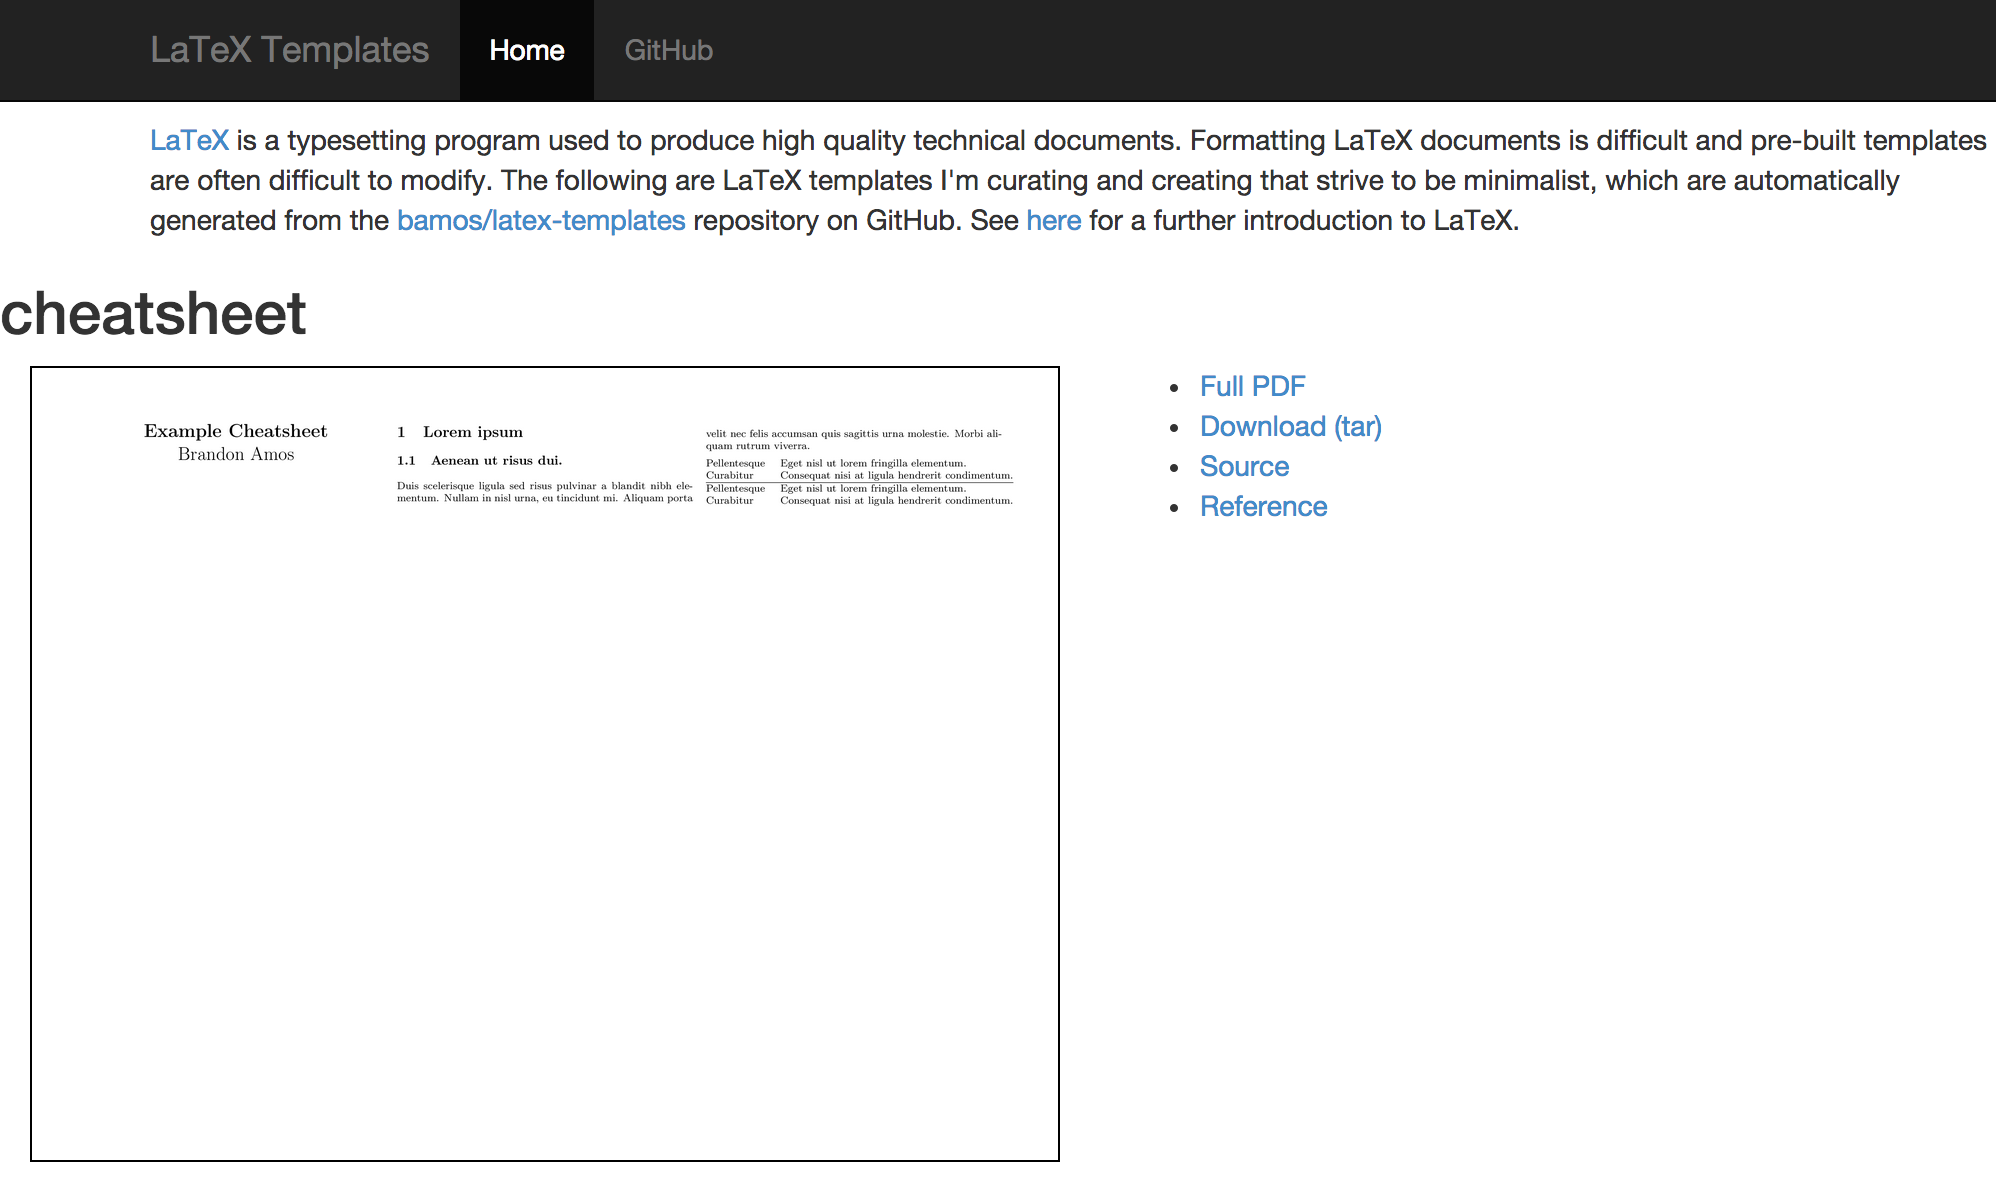 LaTeX Templates Home GitHub
LaTeX is a typesetting program used to produce high quality technical documents. Formatting LaTeX documents is difficult and pre-built templates
are often difficult to modify. The following are LaTeX templates I'm curating and creating that strive to be minimalist, which are automatically
generated from the bamos/latex-templates repository on GitHub. See here for a further introduction to LaTeX.
cheatsheet
Example Cheatsheet
Brandon Amos
1 Lorem ipsum
1.1 Aenean ut risus dui.
Duis scelerisque ligula sed risus pulvinar a blandit nibh ele-
mentum. Nullam in nisl urna, eu tincidunt mi. Aliquam porta
velit nec felis accumsan quis sagittis urna molestie. Morbi ali-
quam rutrum viverra.
Pellentesque Eget nisl ut lorem fringilla elementum.
Curabitur Consequat nisi at ligula hendrerit condimentum.
Pellentesque Eget nisl ut lorem fringilla elementum.
Curabitur Consequat nisi at ligula hendrerit condimentum.
• Full PDF
• Download (tar)
• Source
• Reference